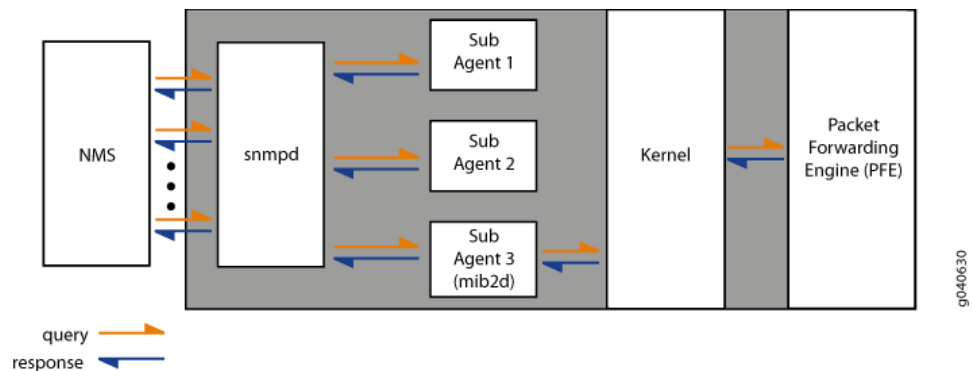 NMS
snmpd
Sub
Agent 1
Sub
Agent 2
Sub
Agent 3
(mib2d)
Kernel
Packet
Forwarding
Engine (PFE)
query
response
g040630